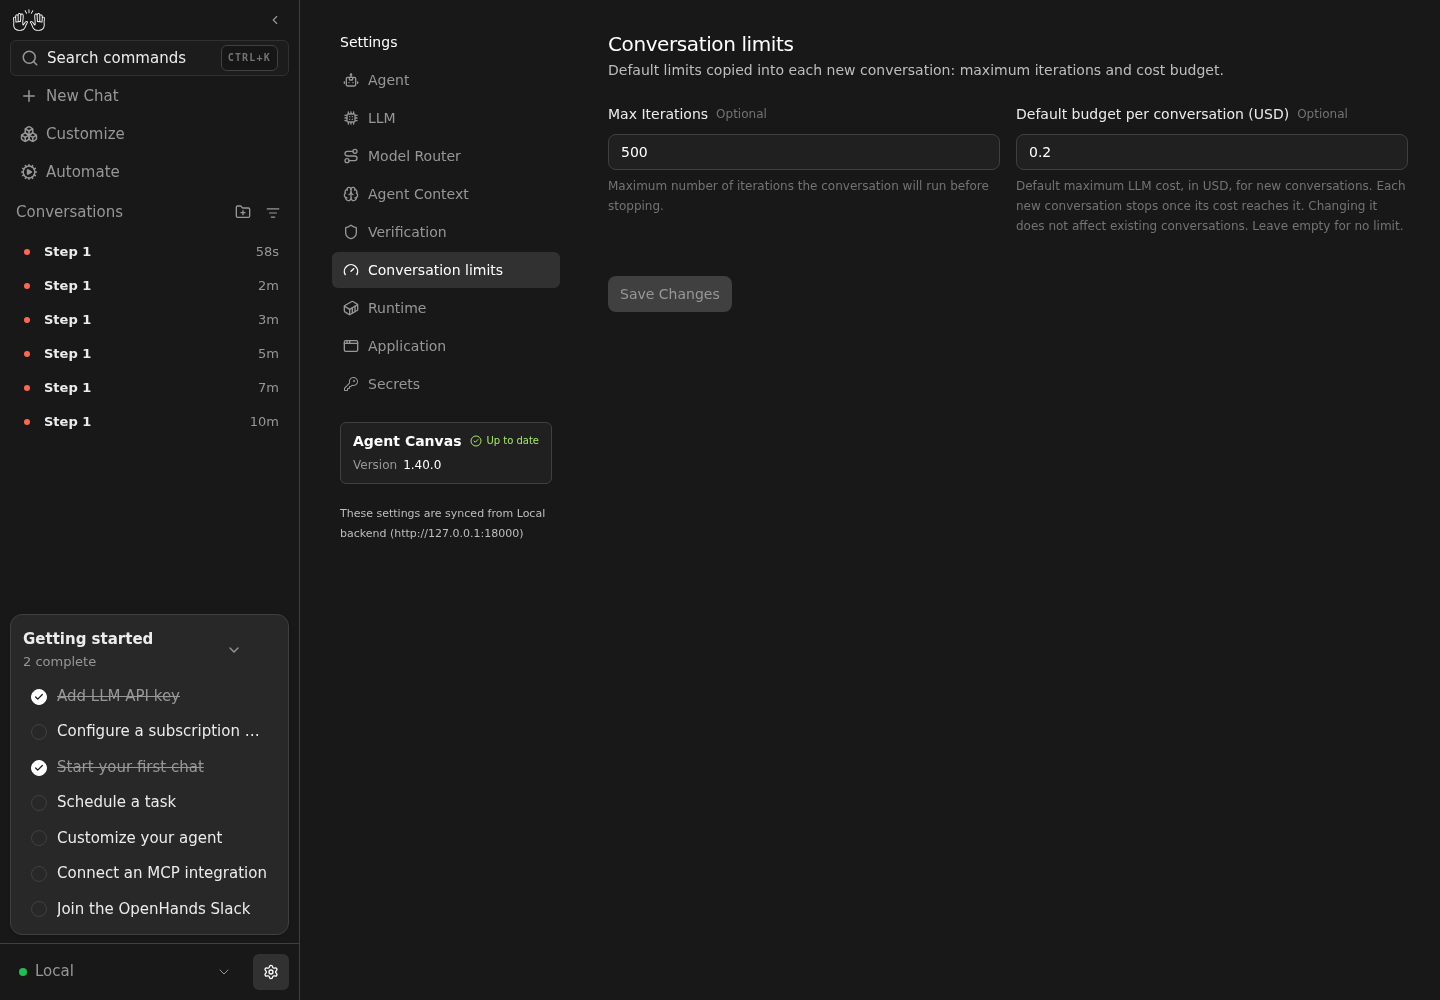 Search commands
CTRL+K
New Chat
Customize
Automate
Conversations
Step 1 58s
Step 1 2m
Step 1 3m
Step 1 5m
Step 1 7m
Step 1 10m
Getting started
2 complete
Add LLM API key
Configure a subscription ...
Start your first chat
Schedule a task
Customize your agent
Connect an MCP integration
Join the OpenHands Slack
Local
Settings
Agent
LLM
Model Router
Agent Context
Verification
Conversation limits
Runtime
Application
Secrets
Agent Canvas Up to date
Version 1.40.0
These settings are synced from Local
backend (http://127.0.0.1:18000)
Conversation limits
Default limits copied into each new conversation: maximum iterations and cost budget.
Max Iterations Optional
500
Maximum number of iterations the conversation will run before
stopping.
Default budget per conversation (USD) Optional
0.2
Default maximum LLM cost, in USD, for new conversations. Each
new conversation stops once its cost reaches it. Changing it
does not affect existing conversations. Leave empty for no limit.
Save Changes